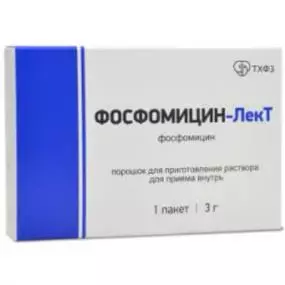 ТХФЗ
ФОСФОМИЦИН-ЛекТ
фосфомицин
порошок для приготовления раствора
для приема внутрь
1 пакет | 3 г